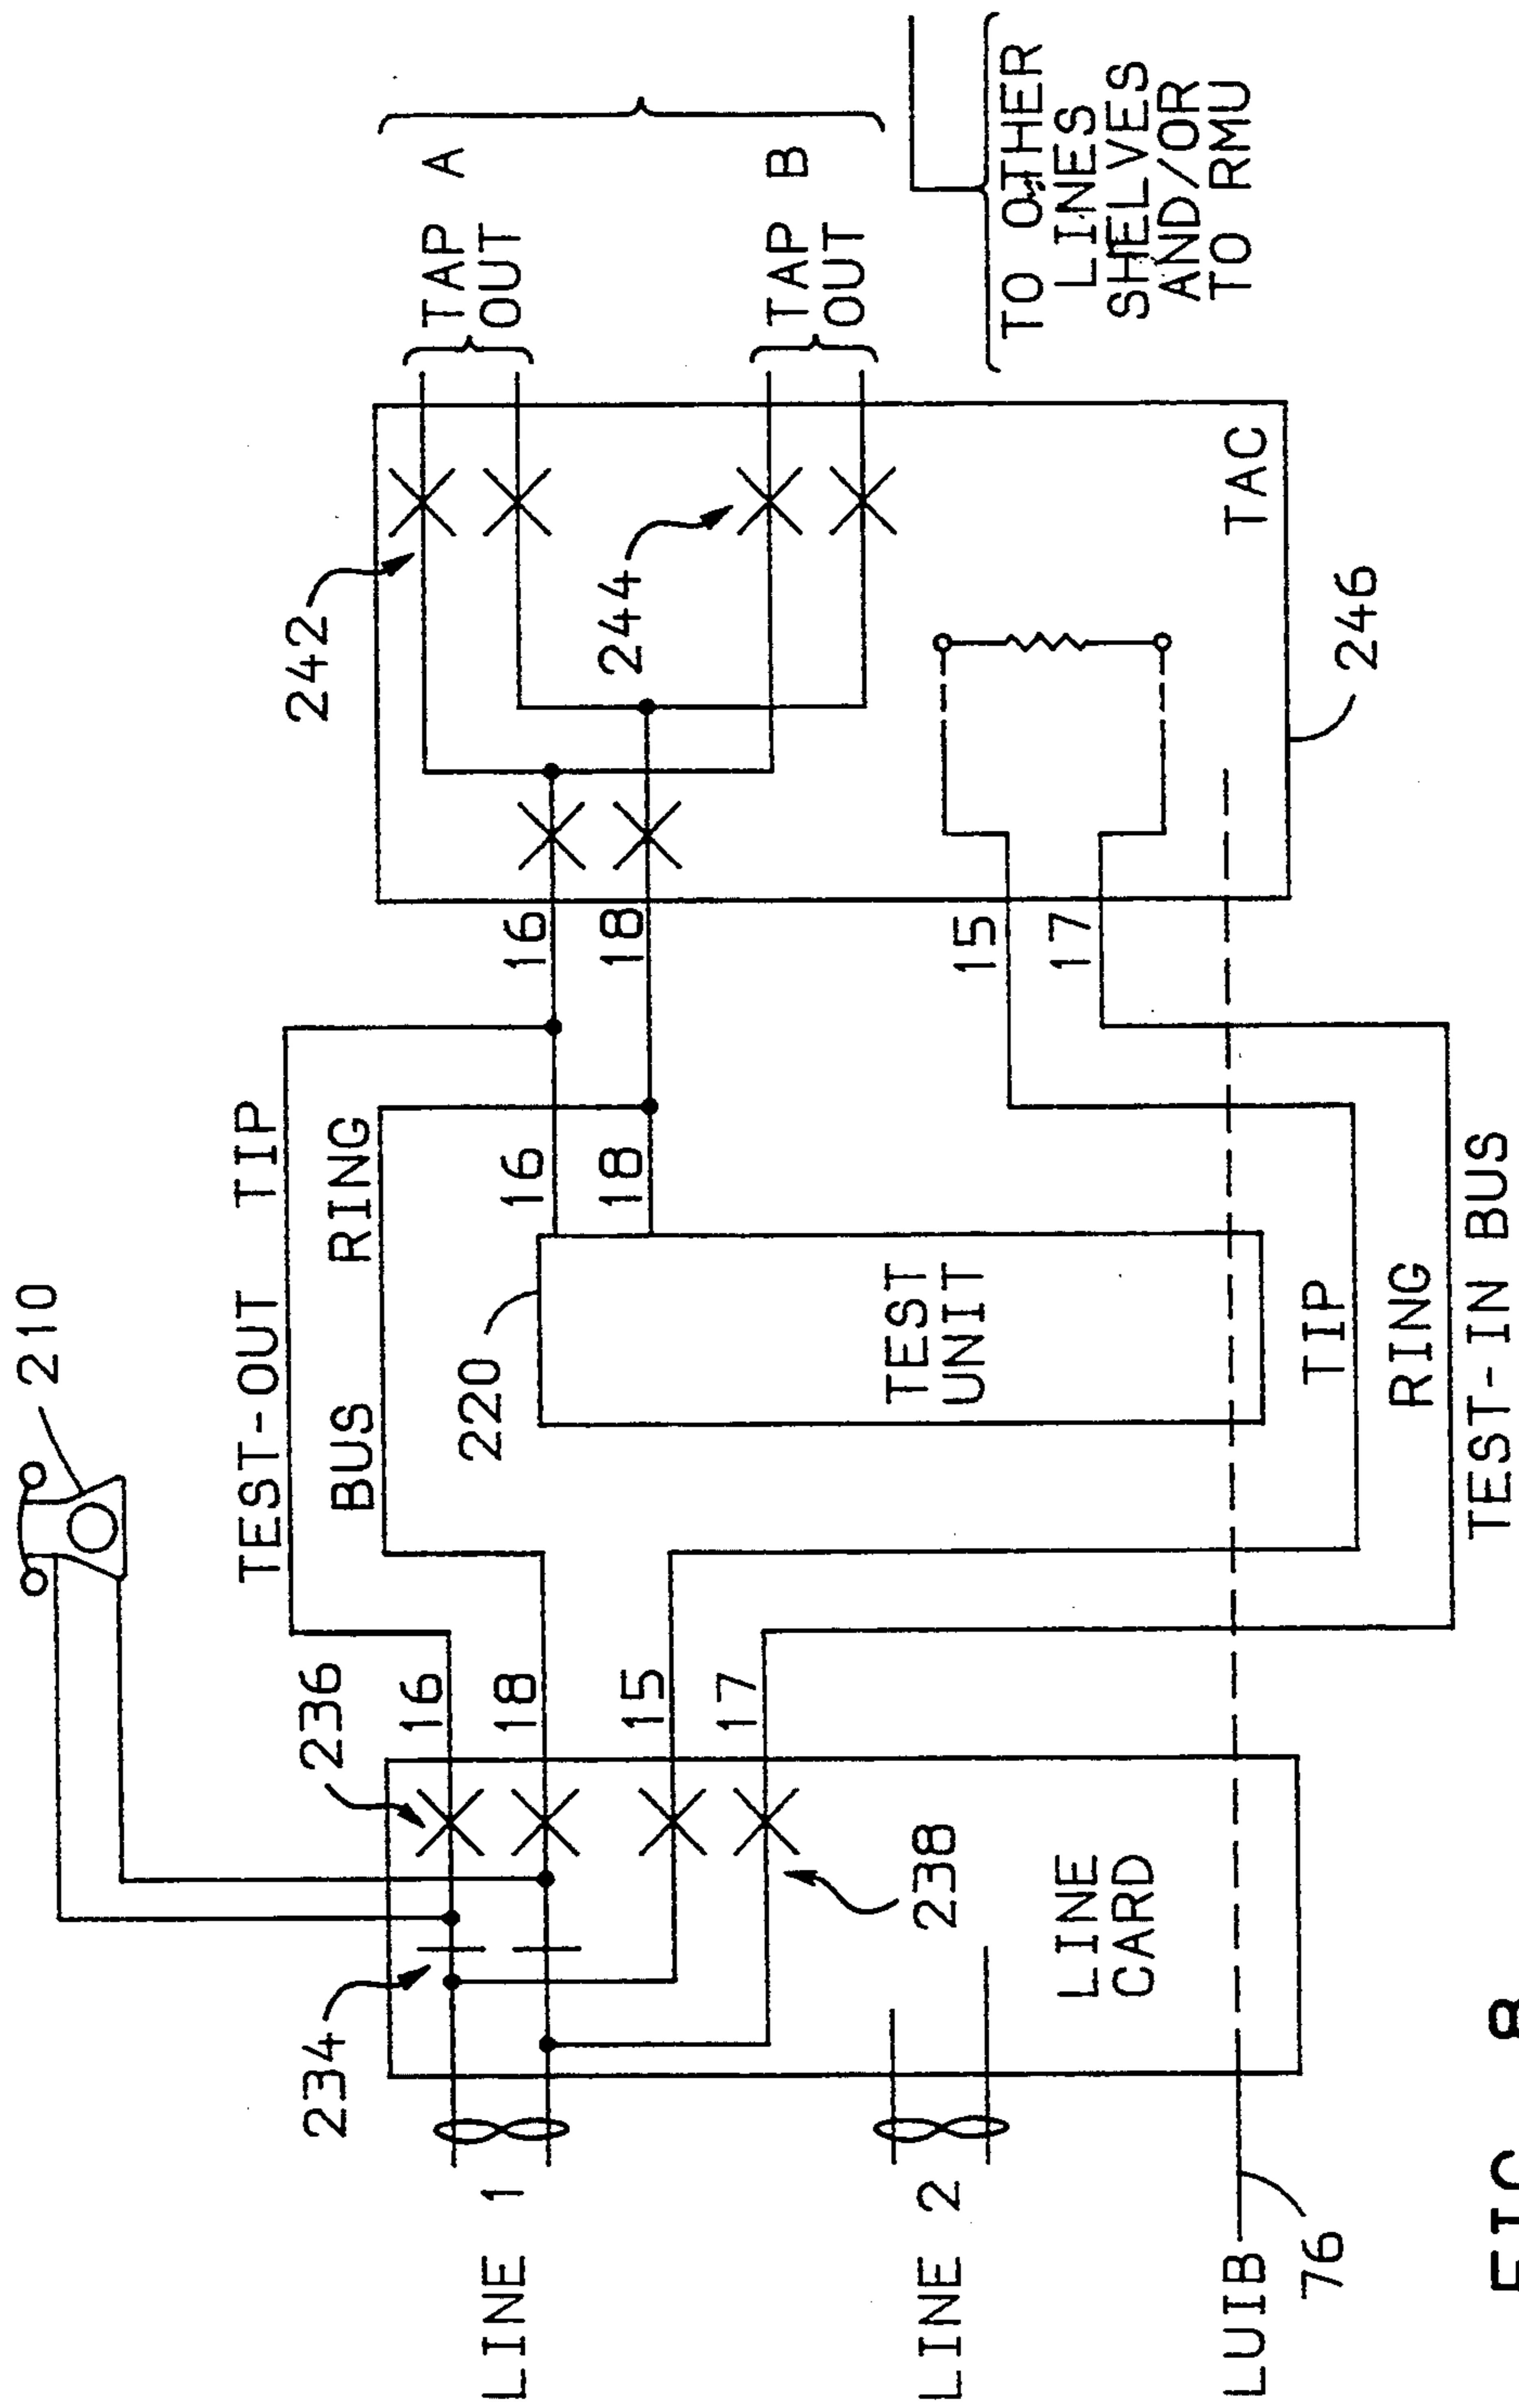 210
TEST-OUT TIP
BUS RING
242
TAP A
OUT
244
TAP B
OUT
TO OTHER
LINES
SHELVES
AND/OR
TO RMU
236
234
16
18
15
17
220
16
18
16
18
15
17
TEST
UNIT
TAC
246
238
LINE
CARD
TIP
RING
TEST-IN BUS
LINE 1
LINE 2
LUIB
76
FIG 8